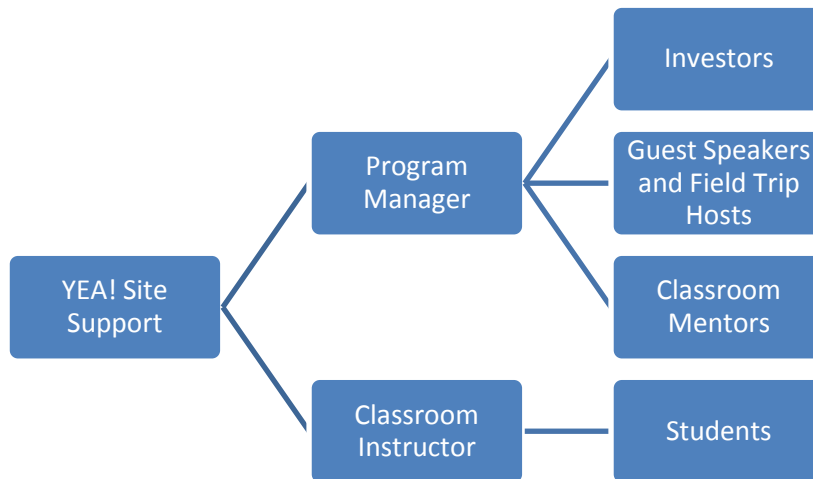 YEA! Site
Support
Program
Manager
Classroom
Instructor
Investors
Guest Speakers
and Field Trip
Hosts
Classroom
Mentors
Students